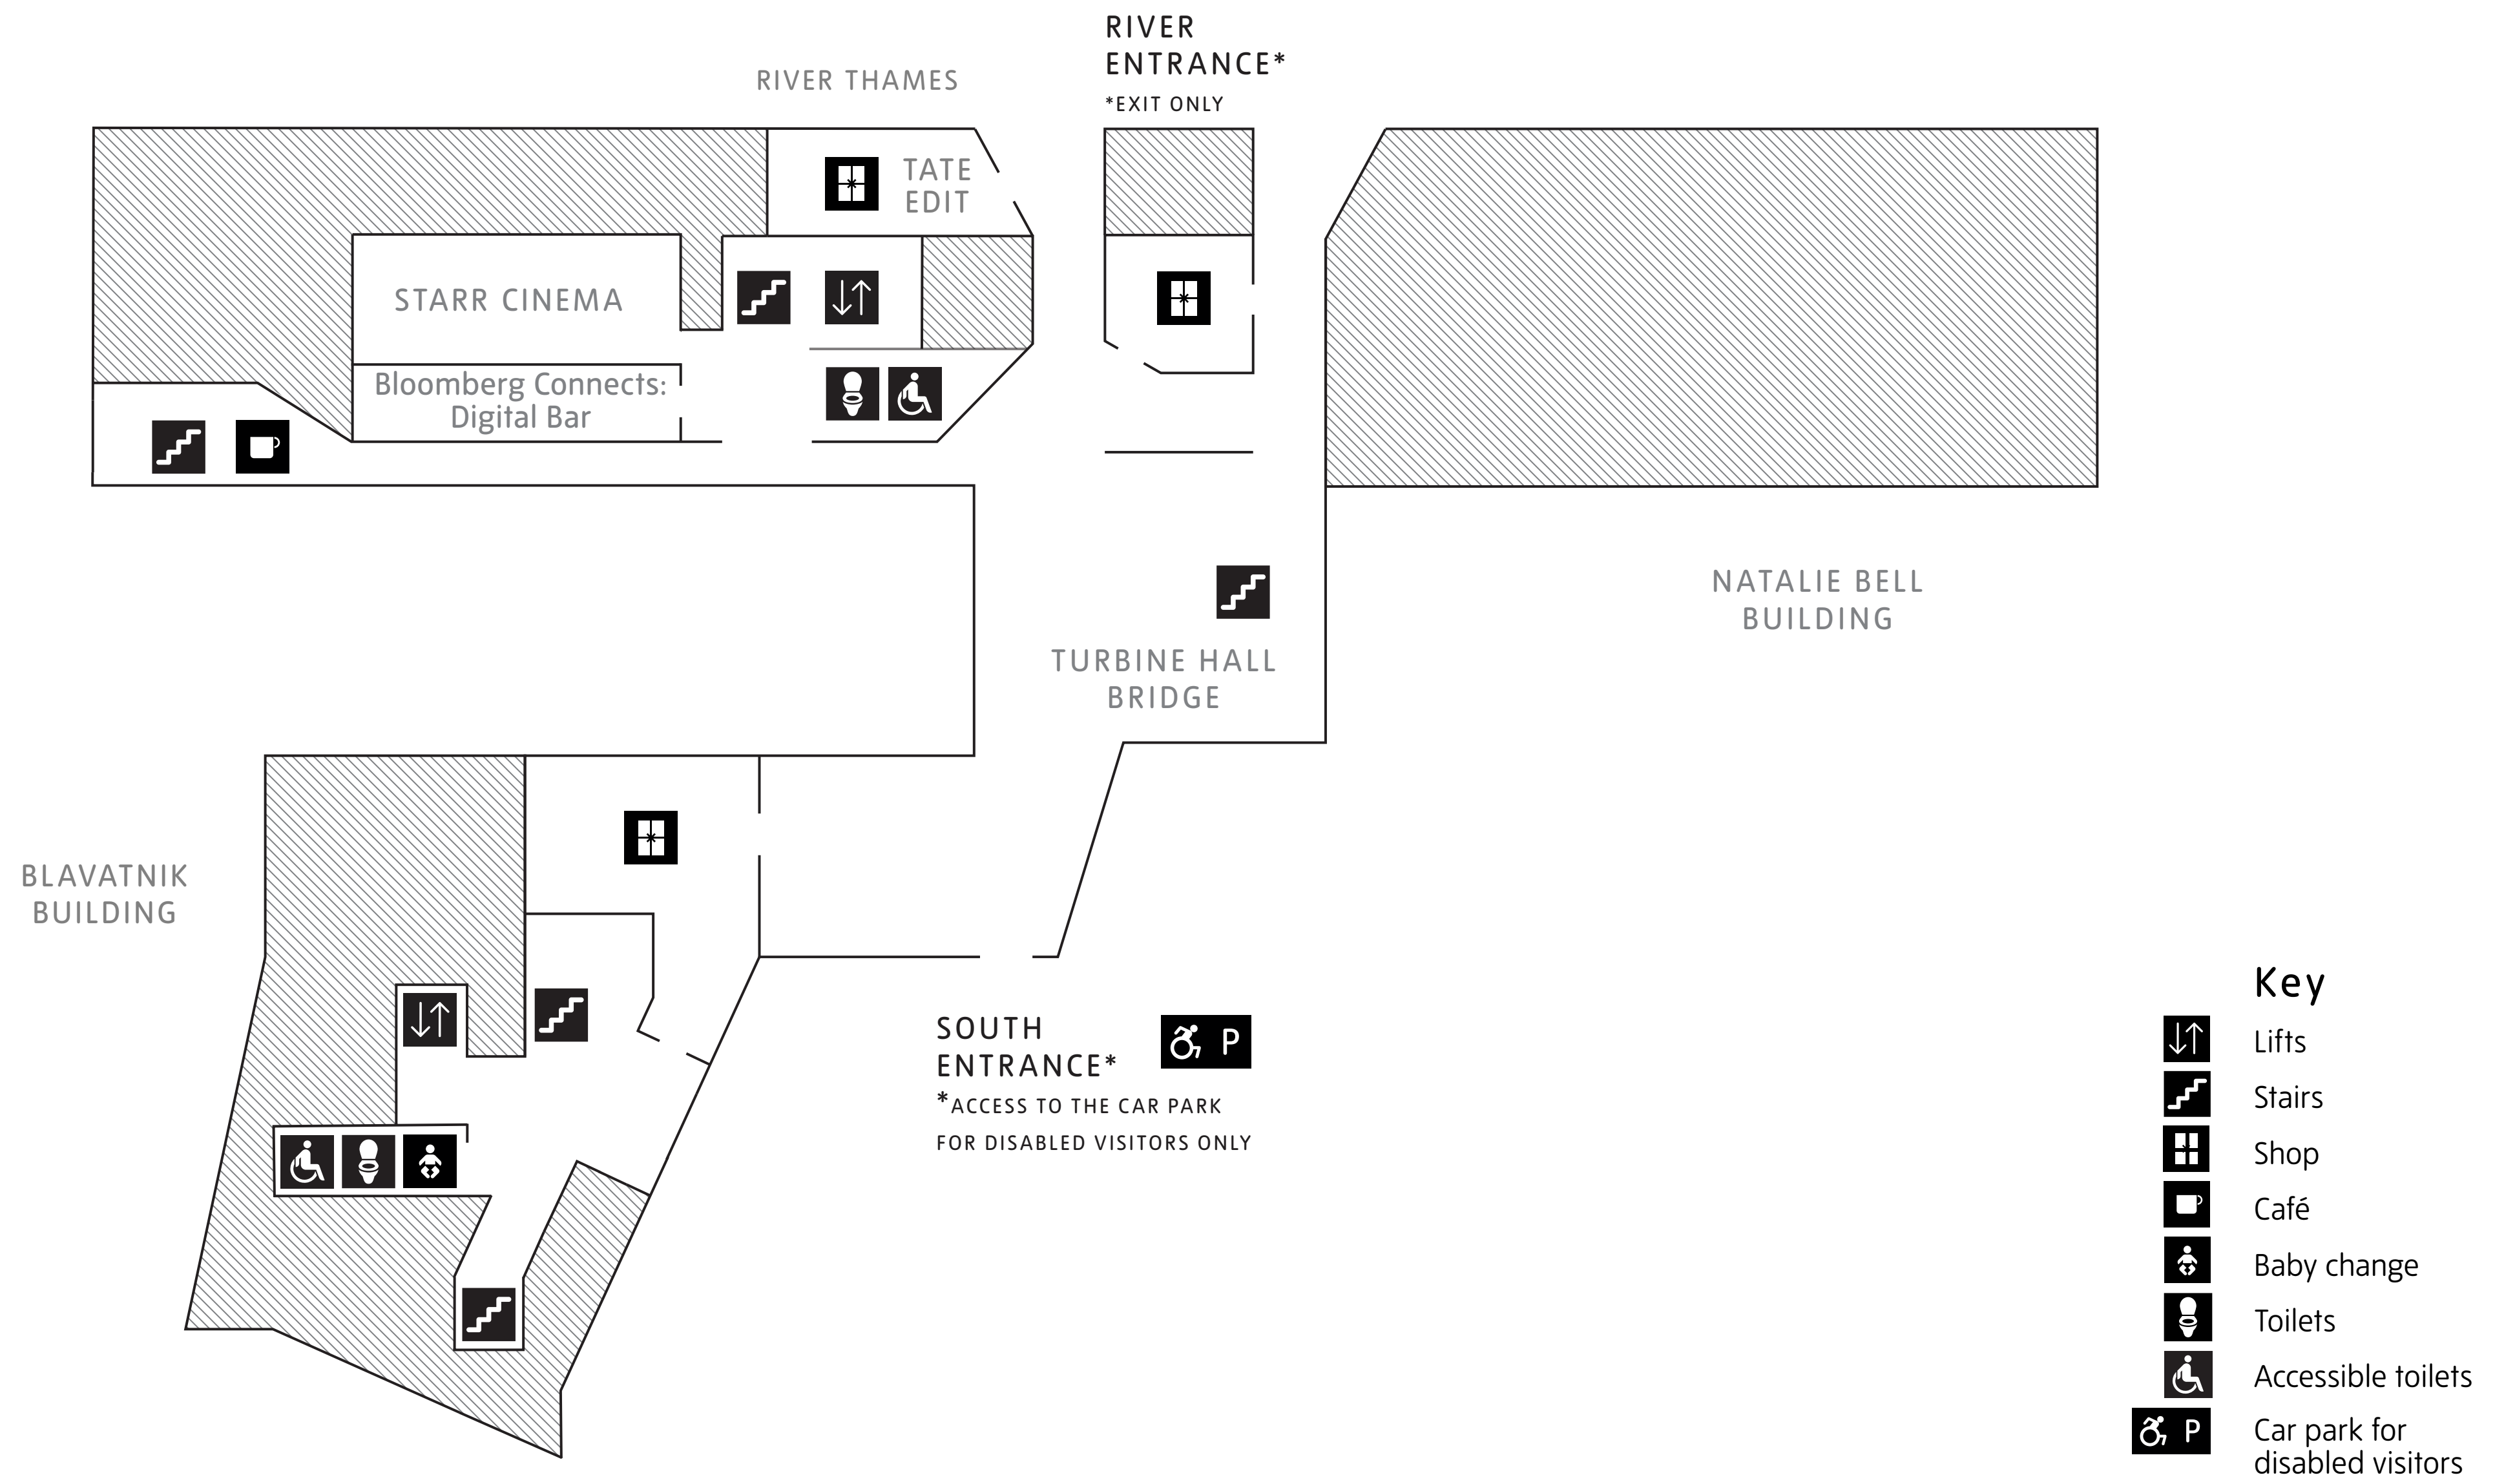 RIVER
ENTRANCE*
*EXIT ONLY
RIVER THAMES
TATE
EDIT
STARR CINEMA
Bloomberg Connects:
Digital Bar
NATALIE BELL
BUILDING
TURBINE HALL
BRIDGE
BLAVATNIK
BUILDING
SOUTH
ENTRANCE*
*ACCESS TO THE CAR PARK
FOR DISABLED VISITORS ONLY
P
Key
Lifts
Stairs
Shop
Café
Baby change
Toilets
Accessible toilets
P
Car park for
disabled visitors